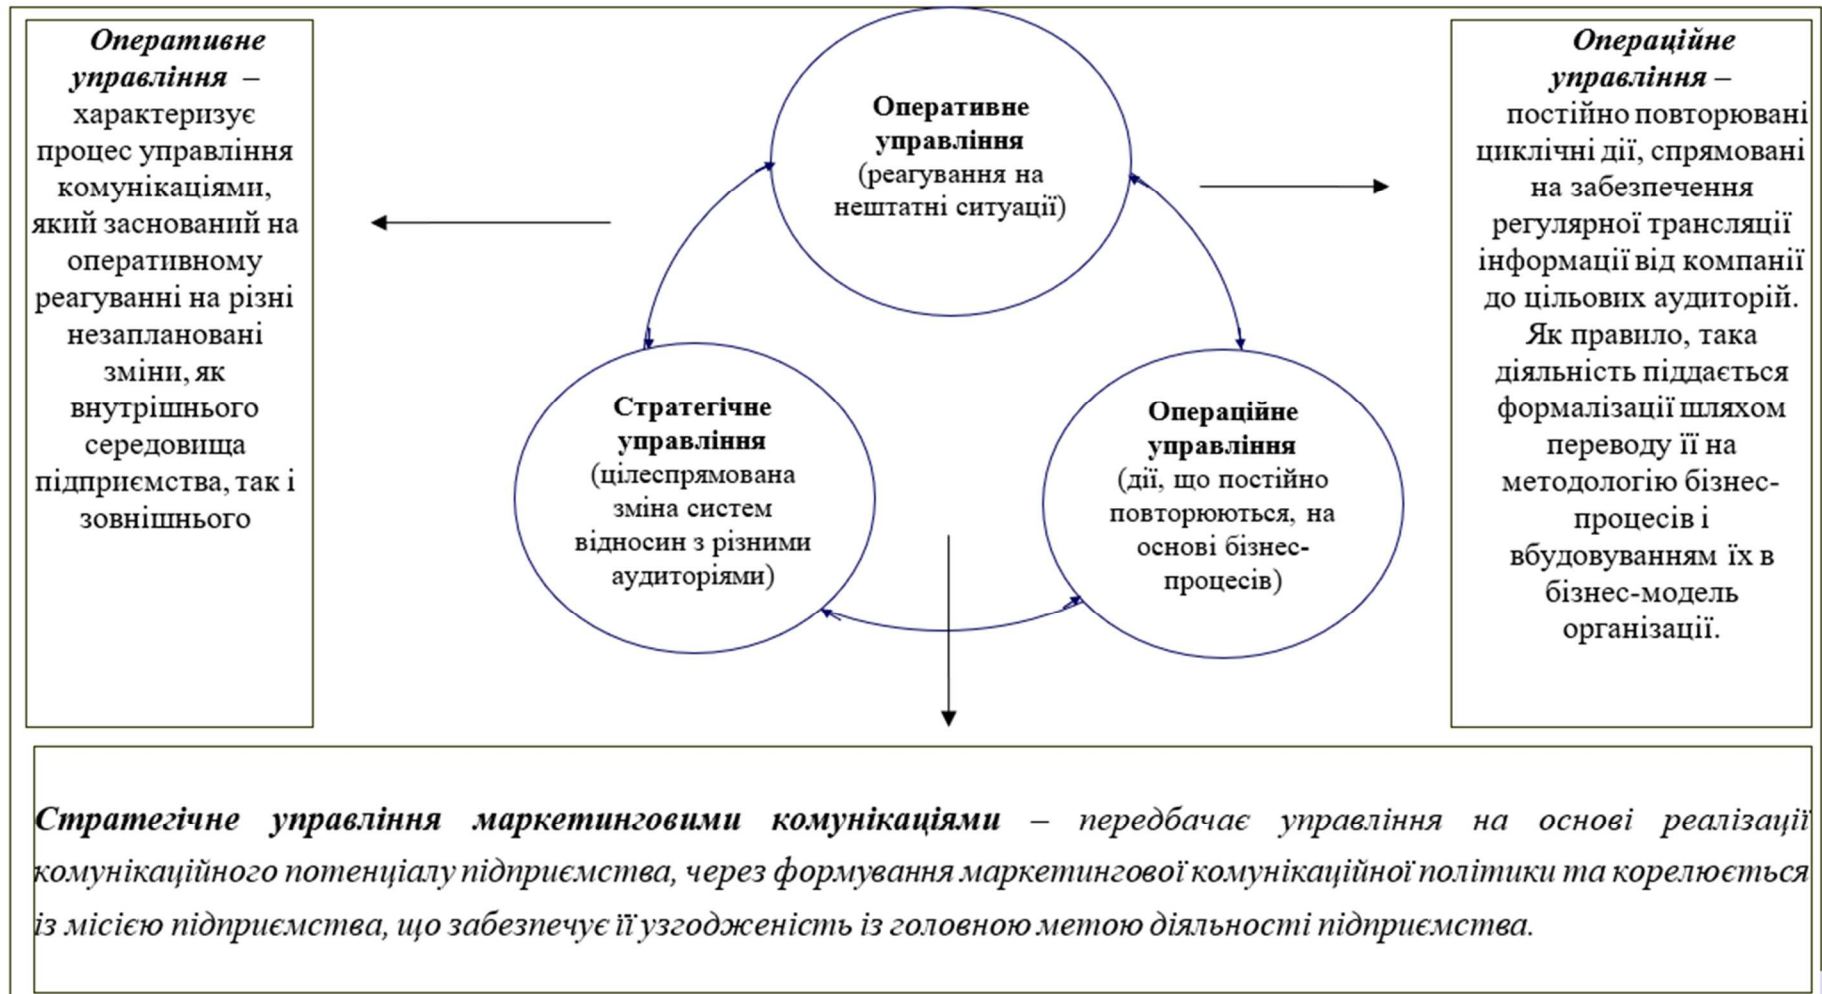 Оперативне
управління –
характеризує
процес управління
комунікаціями,
який заснований на
оперативному
реагуванні на різні
незаплановані
зміни, як
внутрішнього
середовища
підприємства, так і
зовнішнього
Оперативне
управління
(реагування на
нештатні ситуації)
Стратегічне
управління
(цілеспрямована
зміна систем
відносин з різними
аудиторіями)
Операційне
управління
(дії, що постійно
повторюються, на
основі бізнес-
процесів)
Операційне
управління –
постійно повторювані
циклічні дії, спрямовані
на забезпечення
регулярної трансляції
інформації від компанії
до цільових аудиторій.
Як правило, така
діяльність піддається
формалізації шляхом
переводу її на
методологію бізнес-
процесів і
вбудовуванням їх в
бізнес-модель
організації.
Стратегічне управління маркетинговими комунікаціями – передбачає управління на основі реалізації
комунікаційного потенціалу підприємства, через формування маркетингової комунікаційної політики та корелюється
із місією підприємства, що забезпечує її узгодженість із головною метою діяльності підприємства.